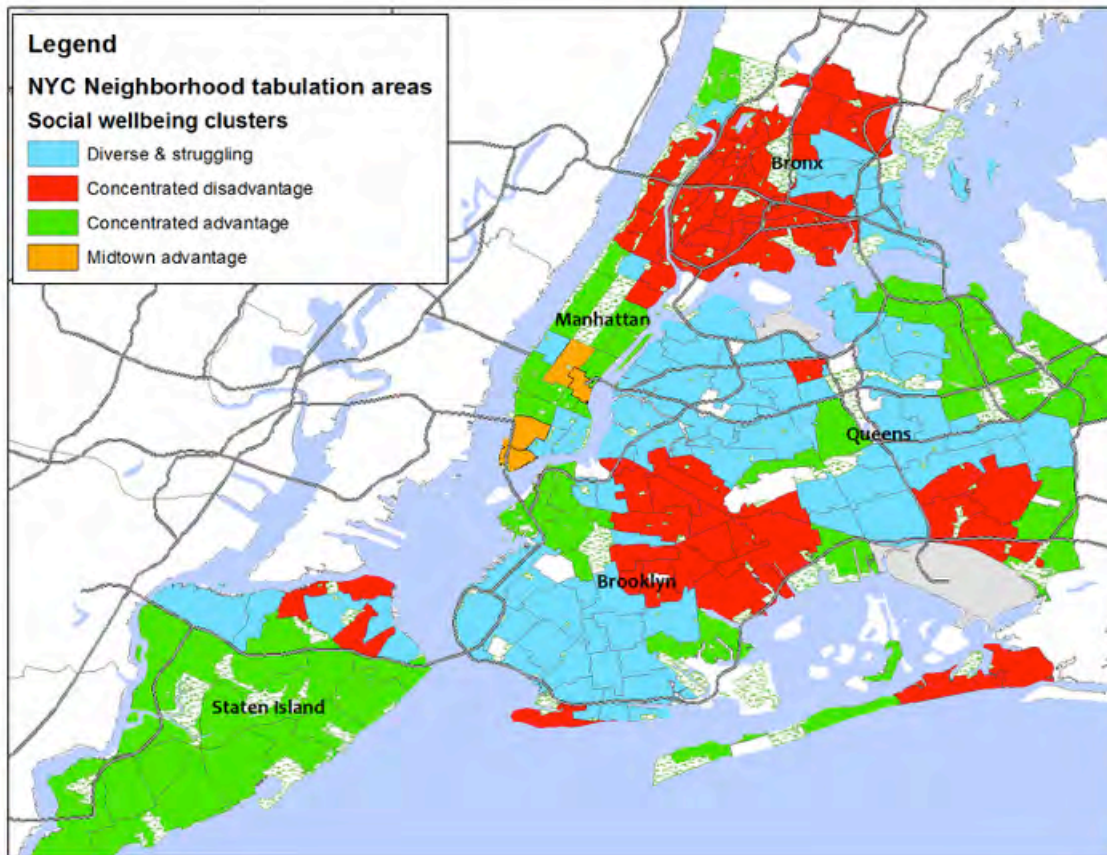 Legend
NYC Neighborhood tabulation areas
Social wellbeing clusters
Diverse & struggling
Concentrated disadvantage
Concentrated advantage
Midtown advantage
Bronx
Manhattan
Queens
Brooklyn
Staten Island